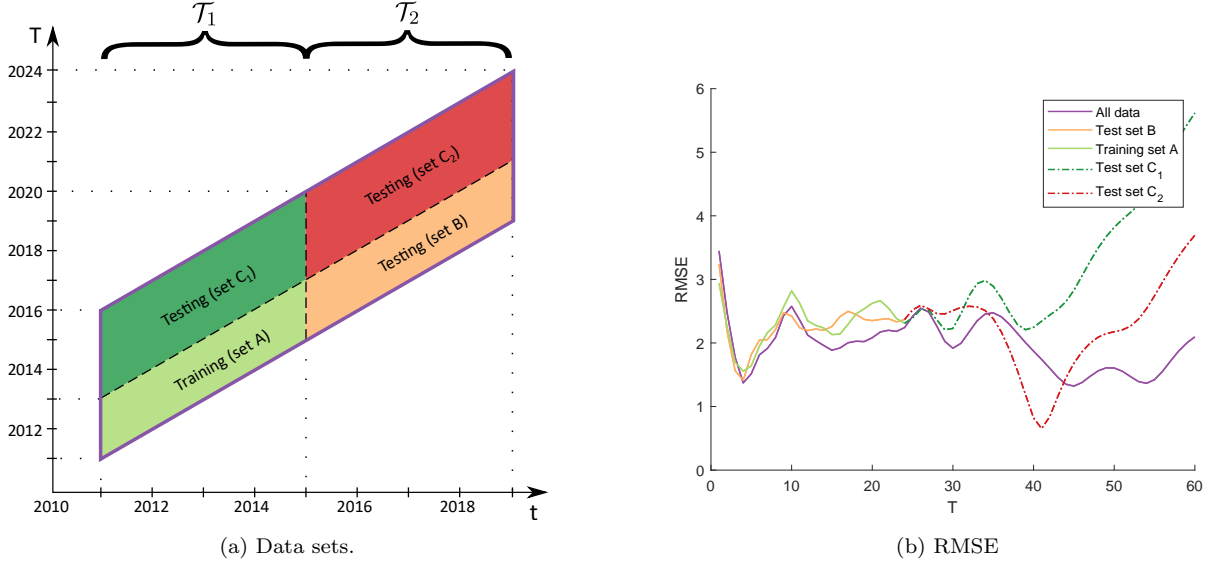 𝒯₁ 𝒯₂
T
2024
2022
2020
2018
2016
2014
2012
2010 2012 2014 2016 2018
t
Testing (set C₂)
Testing (set B)
Testing (set C₁)
Training (set A)
(a) Data sets.
6
5
4
3
2
1
0
RMSE
0 10 20 30 40 50 60
T
All data
Test set B
Training set A
Test set C₁
Test set C₂
(b) RMSE